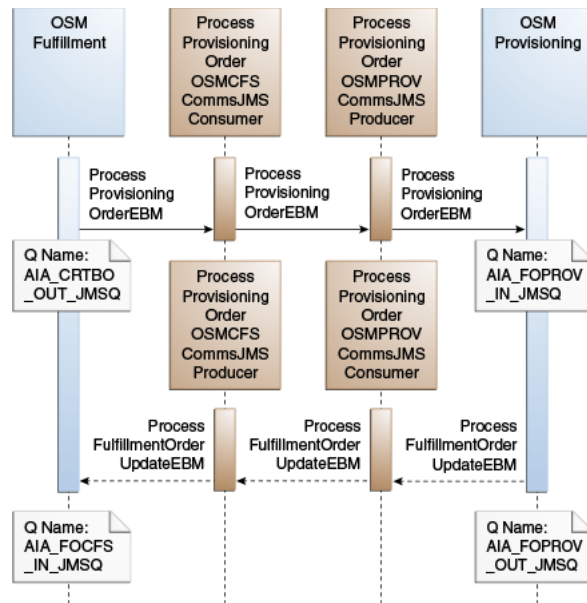 OSM
Fulfillment
Process
Provisioning
Order
OSMCFS
CommsJMS
Consumer
Process
Provisioning
Order
OSMPROV
CommsJMS
Producer
OSM
Provisioning
Process
Provisioning
OrderEBM
Process
Provisioning
OrderEBM
Process
Provisioning
OrderEBM
Q Name:
AIA_CRTBO
_OUT_JMSQ
Q Name:
AIA_FOPROV
_IN_JMSQ
Process
Provisioning
Order
OSMCFS
CommsJMS
Producer
Process
Provisioning
Order
OSMPROV
CommsJMS
Consumer
Process
FulfillmentOrder
UpdateEBM
Process
FulfillmentOrder
UpdateEBM
Process
FulfillmentOrder
UpdateEBM
Q Name:
AIA_FOCFS
_IN_JMSQ
Q Name:
AIA_FOPROV
_OUT_JMSQ